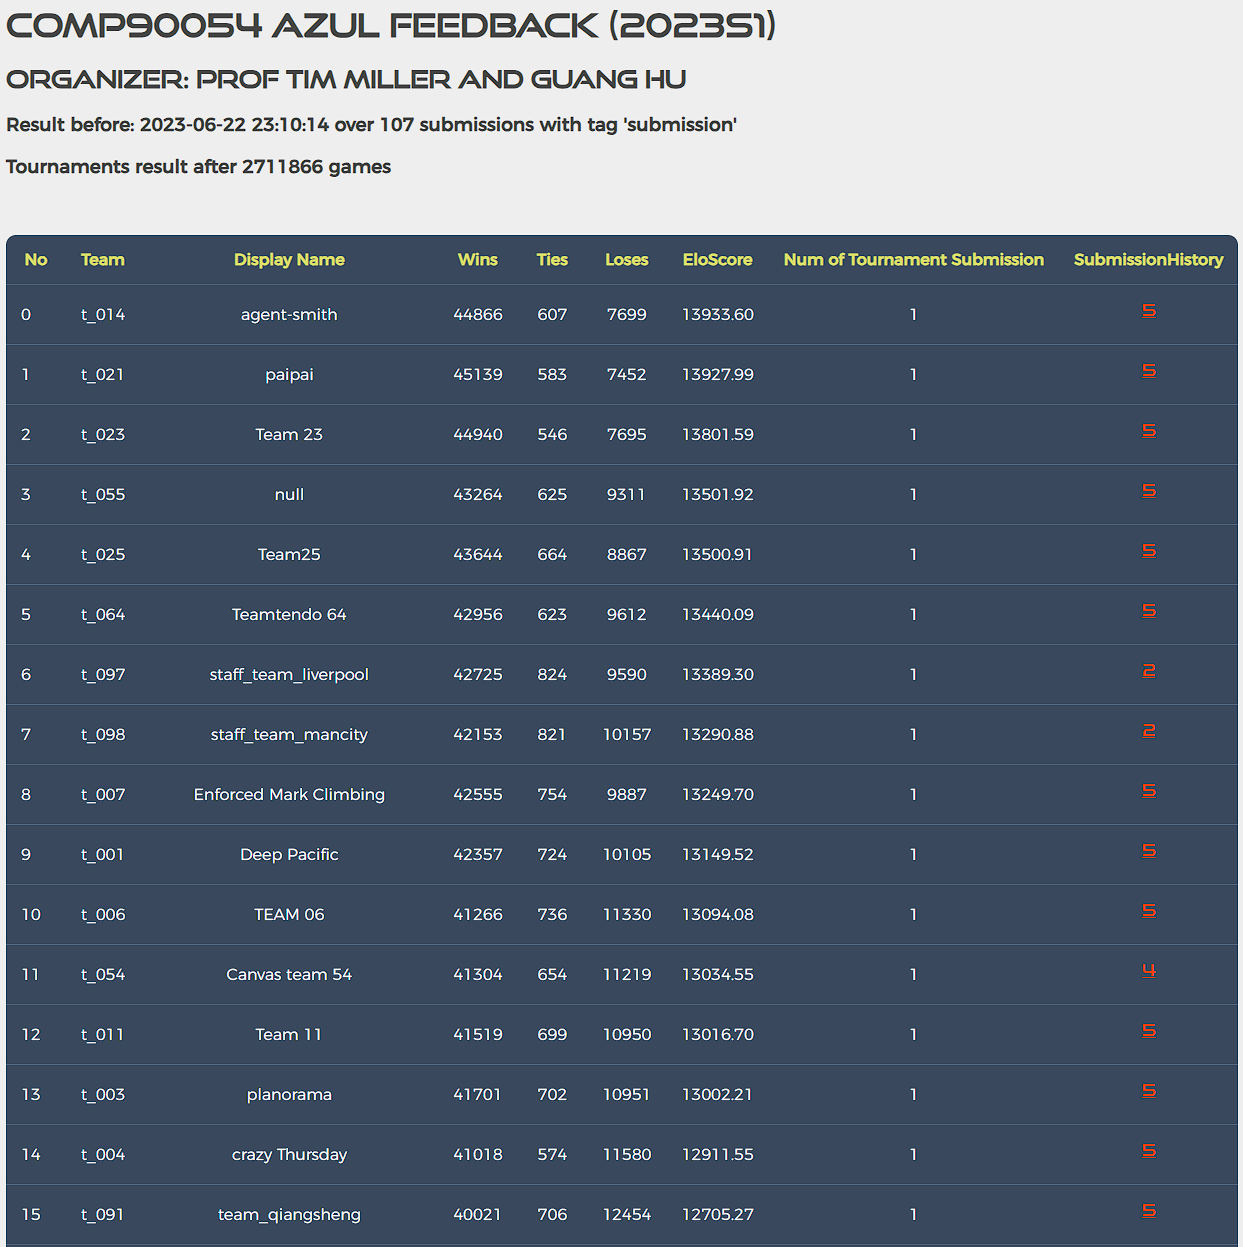 COMP90054 AZUL FEEDBACK (2023S1)
ORGANIZER: PROF TIM MILLER AND GUANG HU
Result before: 2023-06-22 23:10:14 over 107 submissions with tag 'submission'
Tournaments result after 2711866 games
No Team Display Name Wins Ties Loses EloScore Num of Tournament Submission SubmissionHistory
0 t_014 agent-smith 44866 607 7699 13933.60 1 5
1 t_021 paipai 45139 583 7452 13927.99 1 5
2 t_023 Team 23 44940 546 7695 13801.59 1 5
3 t_055 null 43264 625 9311 13501.92 1 5
4 t_025 Team25 43644 664 8867 13500.91 1 5
5 t_064 Teamtendo 64 42956 623 9612 13440.09 1 5
6 t_097 staff_team_liverpool 42725 824 9590 13389.30 1 2
7 t_098 staff_team_mancity 42153 821 10157 13290.88 1 2
8 t_007 Enforced Mark Climbing 42555 754 9887 13249.70 1 5
9 t_001 Deep Pacific 42357 724 10105 13149.52 1 5
10 t_006 TEAM 06 41266 736 11330 13094.08 1 5
11 t_054 Canvas team 54 41304 654 11219 13034.55 1 4
12 t_011 Team 11 41519 699 10950 13016.70 1 5
13 t_003 planorama 41701 702 10951 13002.21 1 5
14 t_004 crazy Thursday 41018 574 11580 12911.55 1 5
15 t_091 team_qiangsheng 40021 706 12454 12705.27 1 5